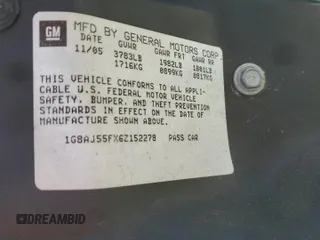 GM
MFD BY GENERAL MOTORS CORP
DATE GVWR GAWR FRT GAWR RR
11/05 3783LB 1982LB 1801LB
1716KG 0899KG 0817KG
THIS VEHICLE CONFORMS TO ALL APPLI-
CABLE U.S. FEDERAL MOTOR VEHICLE
SAFETY, BUMPER, AND THEFT PREVENTION
STANDARDS IN EFFECT ON THE DATE OF
MANUFACTURE SHOWN ABOVE.
1G8AJ55FX6Z152278 PASS CAR
DREAMBID